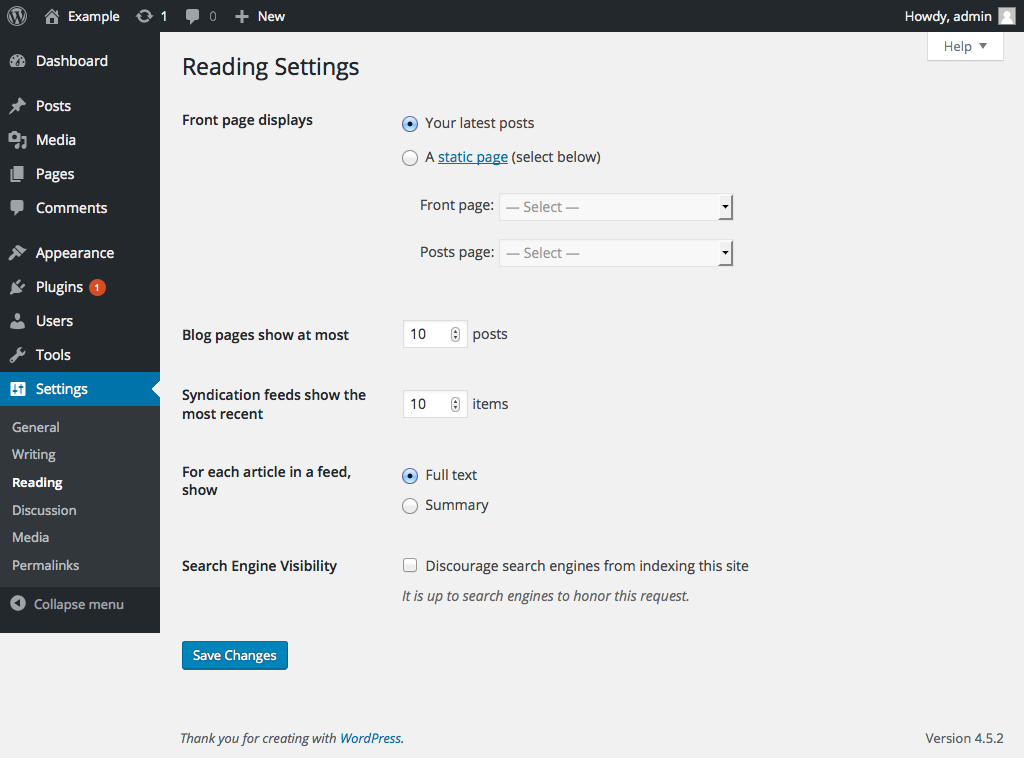 Example 1 0 New Howdy, admin
Help
Dashboard
Posts
Media
Pages
Comments
Appearance
Plugins 1
Users
Tools
Settings
General
Writing
Reading
Discussion
Media
Permalinks
Collapse menu
Reading Settings
Front page displays
Your latest posts
A static page (select below)
Front page: — Select —
Posts page: — Select —
Blog pages show at most 10 posts
Syndication feeds show the
most recent
10 items
For each article in a feed,
show
Full text
Summary
Search Engine Visibility
Discourage search engines from indexing this site
It is up to search engines to honor this request.
Save Changes
Thank you for creating with WordPress.
Version 4.5.2